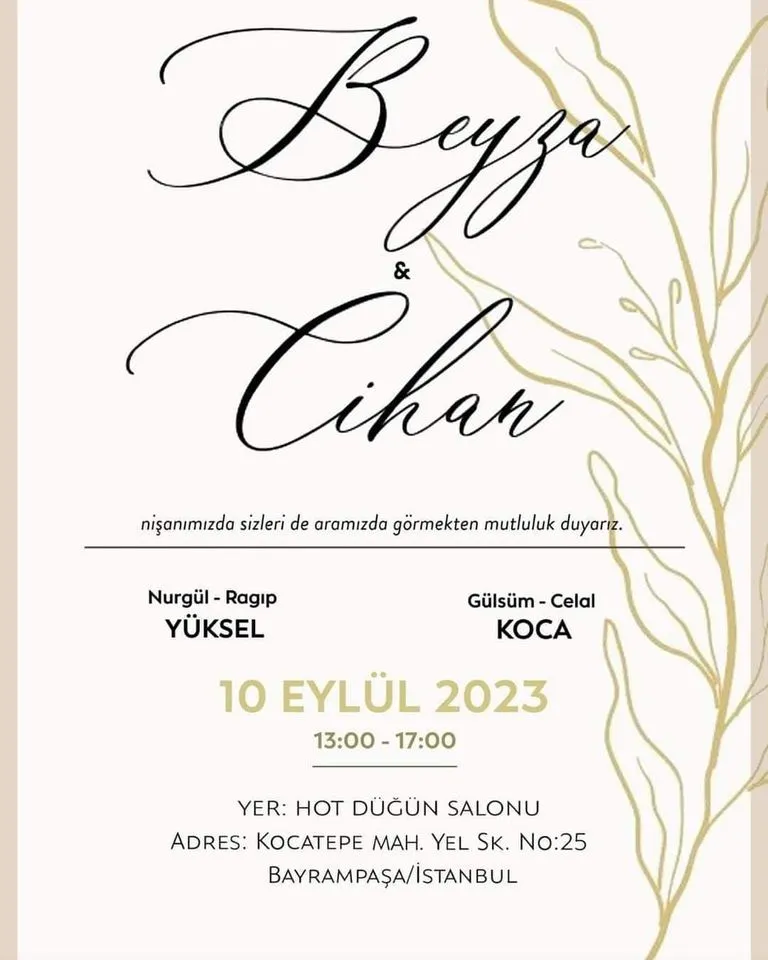 Beyza
&
Cihan
nişanımızda sizleri de aramızda görmekten mutluluk duyarız.
Nurgül - Ragıp
YÜKSEL
Gülsüm - Celal
KOCA
10 EYLÜL 2023
13:00 - 17:00
YER: HOT DÜĞÜN SALONU
ADRES: KOCATEPE MAH. YEL SK. NO:25
BAYRAMPAŞA/İSTANBUL